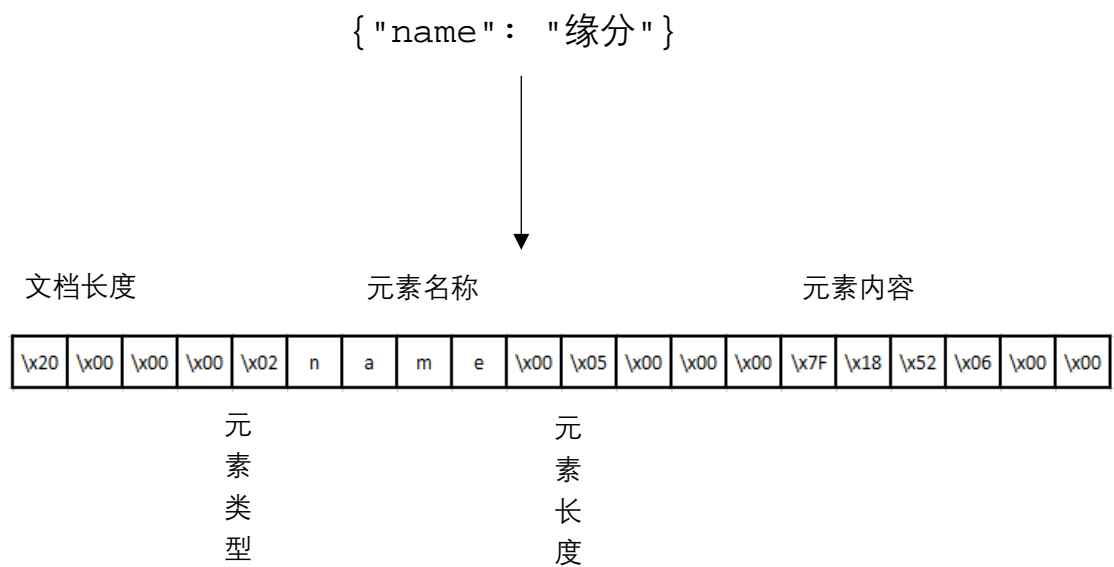 {"name": "缘分"}
文档长度 元素名称 元素内容
\x20 \x00 \x00 \x00 \x02 n a m e \x00 \x05 \x00 \x00 \x00 \x7F \x18 \x52 \x06 \x00 \x00
元素类型
元素长度